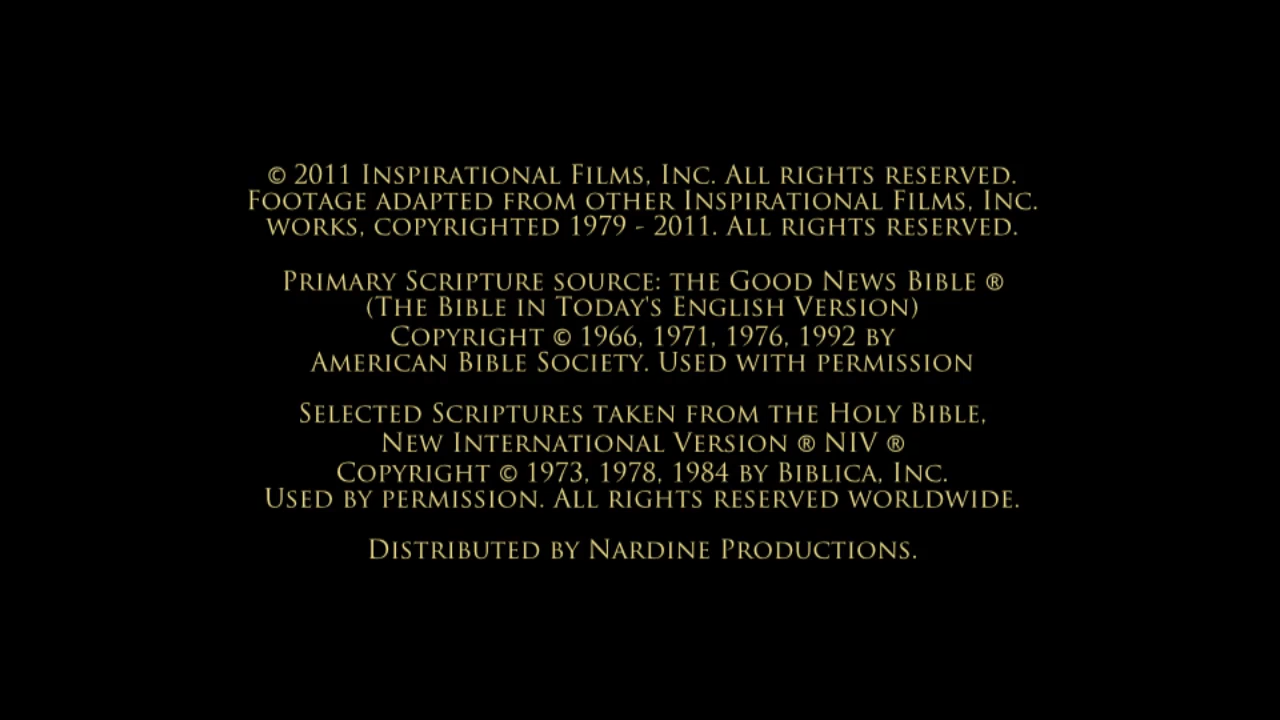 © 2011 Inspirational Films, Inc. All rights reserved.
Footage adapted from other Inspirational Films, Inc.
works, copyrighted 1979 - 2011. All rights reserved.
Primary Scripture source: the Good News Bible ®
(The Bible in Today's English Version)
Copyright © 1966, 1971, 1976, 1992 by
American Bible Society. Used with permission
Selected Scriptures taken from the Holy Bible,
New International Version ® NIV ®
Copyright © 1973, 1978, 1984 by Biblica, Inc.
Used by permission. All rights reserved worldwide.
Distributed by Nardine Productions.